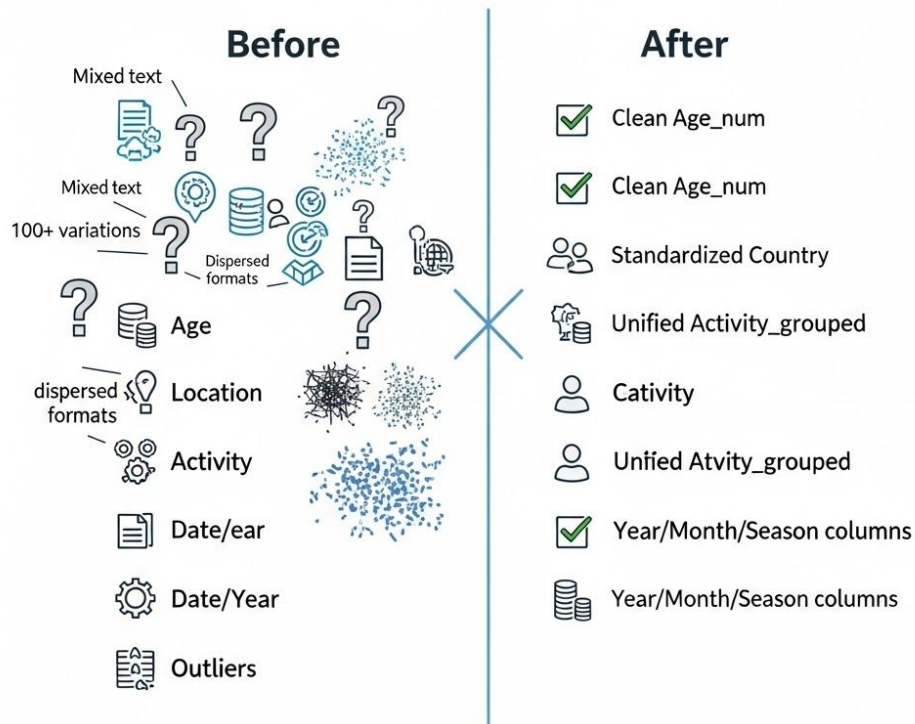 Before
Mixed text
Mixed text
100+ variations
Dispersed
formats
Age
dispersed
formats
Location
Activity
Date/ear
Date/Year
Outliers
After
Clean Age_num
Clean Age_num
Standardized Country
Unified Activity_grouped
Cativity
Unfied Atvity_grouped
Year/Month/Season columns
Year/Month/Season columns